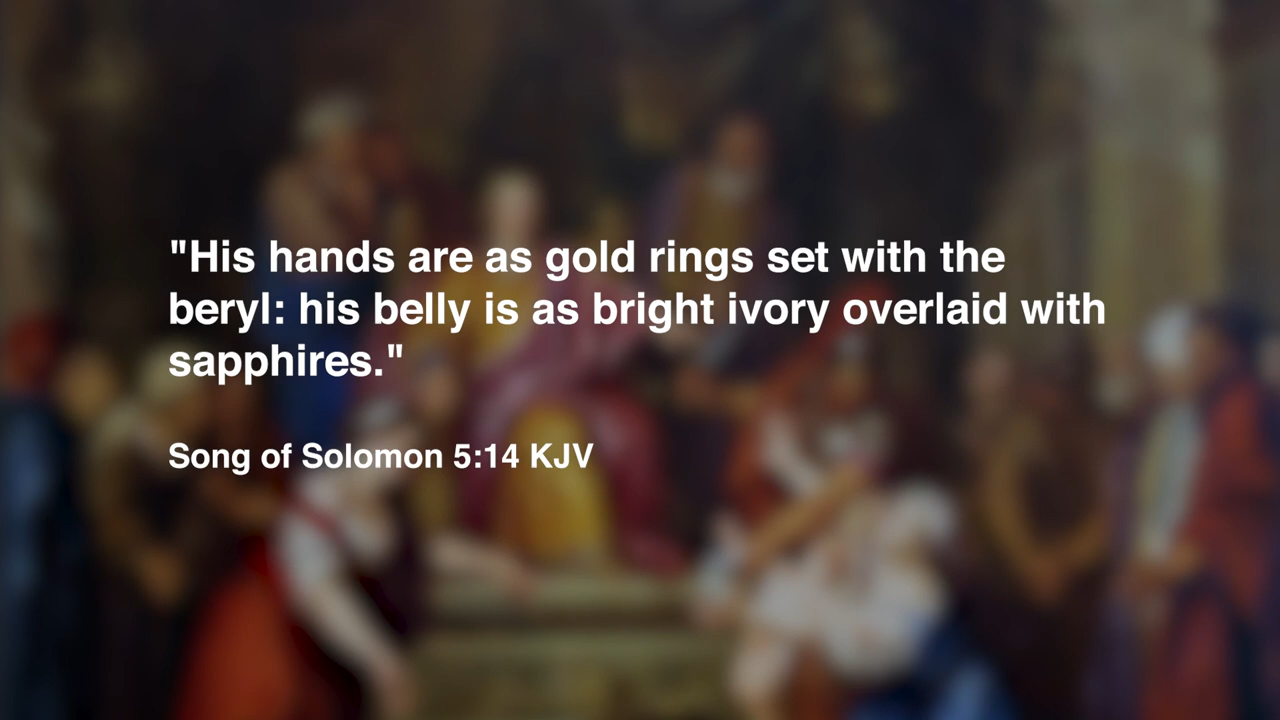 "His hands are as gold rings set with the
beryl: his belly is as bright ivory overlaid with
sapphires."
Song of Solomon 5:14 KJV